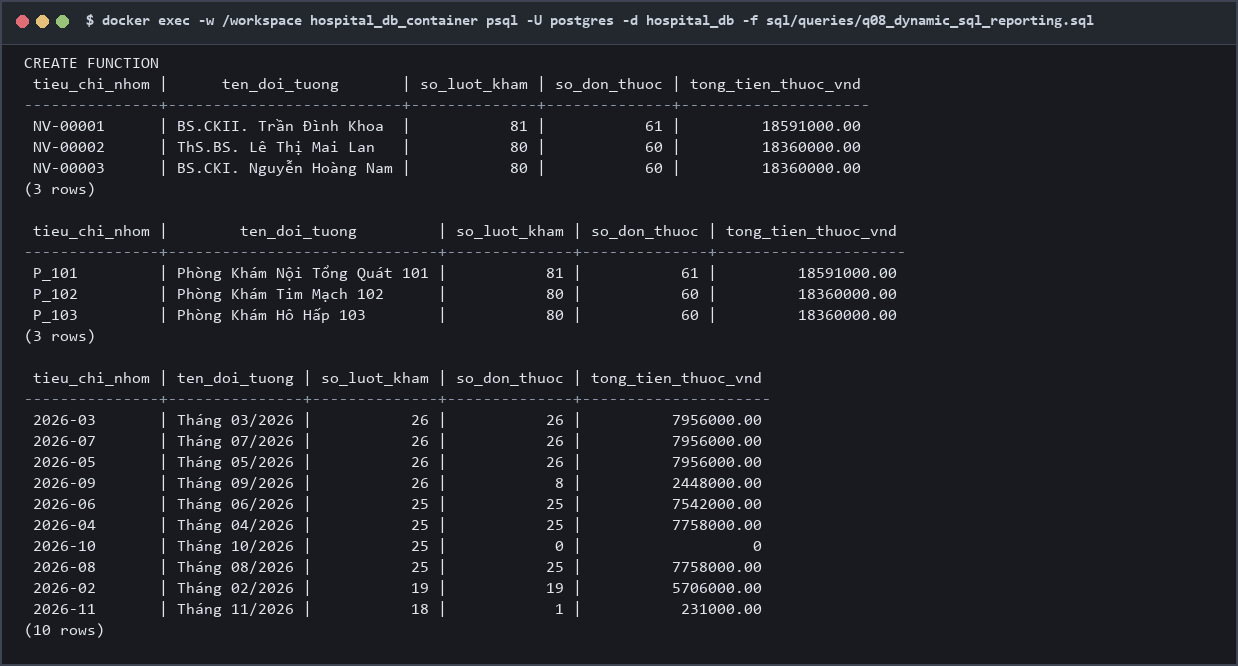 $ docker exec -w /workspace hospital_db_container psql -U postgres -d hospital_db -f sql/queries/q08_dynamic_sql_reporting.sql
CREATE FUNCTION
 tieu_chi_nhom |      ten_doi_tuong       | so_luot_kham | so_don_thuoc | tong_tien_thuoc_vnd
---------------+--------------------------+--------------+--------------+---------------------
 NV-00001      | BS.CKII. Trần Đình Khoa  |           81 |           61 |         18591000.00
 NV-00002      | ThS.BS. Lê Thị Mai Lan   |           80 |           60 |         18360000.00
 NV-00003      | BS.CKI. Nguyễn Hoàng Nam |           80 |           60 |         18360000.00
(3 rows)

 tieu_chi_nhom |        ten_doi_tuong         | so_luot_kham | so_don_thuoc | tong_tien_thuoc_vnd
---------------+------------------------------+--------------+--------------+---------------------
 P_101         | Phòng Khám Nội Tổng Quát 101 |           81 |           61 |         18591000.00
 P_102         | Phòng Khám Tim Mạch 102      |           80 |           60 |         18360000.00
 P_103         | Phòng Khám Hô Hấp 103        |           80 |           60 |         18360000.00
(3 rows)

 tieu_chi_nhom | ten_doi_tuong | so_luot_kham | so_don_thuoc | tong_tien_thuoc_vnd
---------------+---------------+--------------+--------------+---------------------
 2026-03       | Tháng 03/2026 |           26 |           26 |          7956000.00
 2026-07       | Tháng 07/2026 |           26 |           26 |          7956000.00
 2026-05       | Tháng 05/2026 |           26 |           26 |          7956000.00
 2026-09       | Tháng 09/2026 |           26 |            8 |          2448000.00
 2026-06       | Tháng 06/2026 |           25 |           25 |          7542000.00
 2026-04       | Tháng 04/2026 |           25 |           25 |          7758000.00
 2026-10       | Tháng 10/2026 |           25 |            0 |                   0
 2026-08       | Tháng 08/2026 |           25 |           25 |          7758000.00
 2026-02       | Tháng 02/2026 |           19 |           19 |          5706000.00
 2026-11       | Tháng 11/2026 |           18 |            1 |           231000.00
(10 rows)